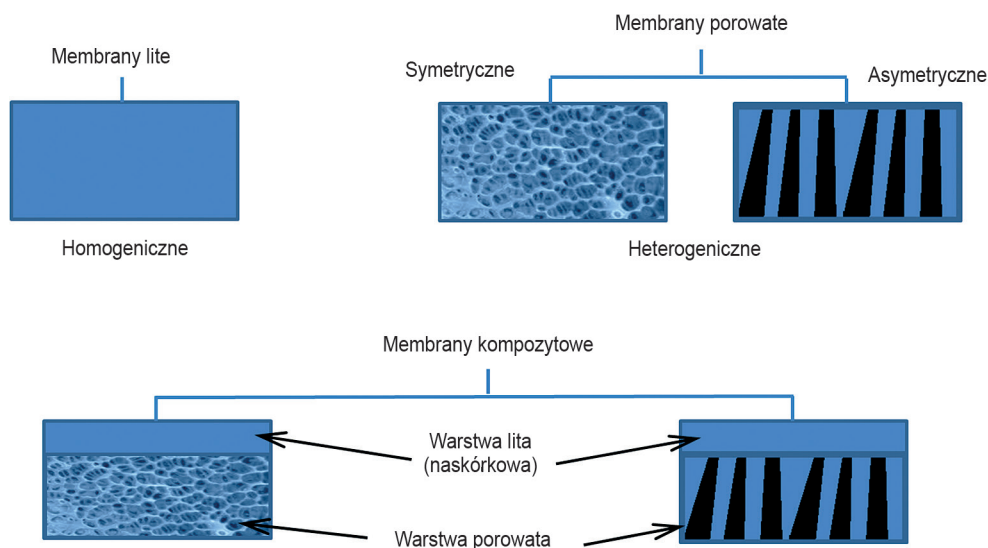 Membrany lite
Membrany porowate
Symetryczne
Asymetryczne
Homogeniczne
Heterogeniczne
Membrany kompozytowe
Warstwa lita
(naskórkowa)
Warstwa porowata